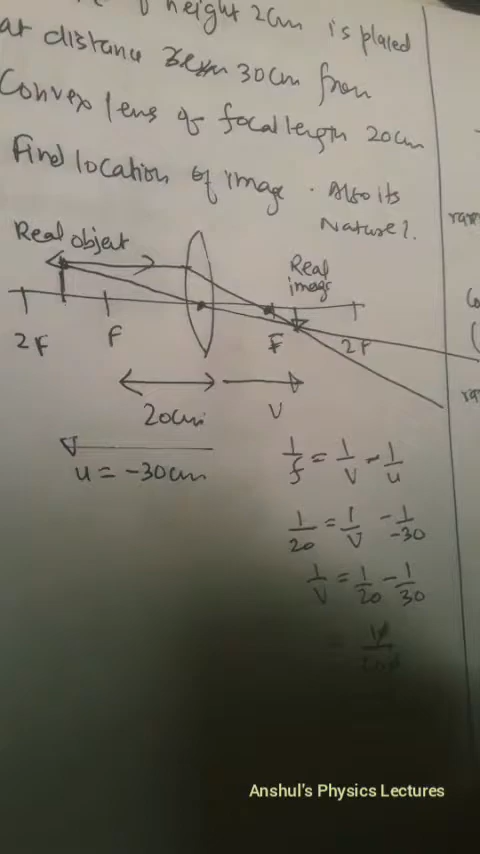 height 2cm is placed
at distance 30cm from
Convex lens of focal length 20cm
Find location of image. Also its
Nature?
Real object
Real
image
2F F F 2F
20cm V
u = -30cm
1/f = 1/V - 1/u
1/20 = 1/V - 1/-30
1/V = 1/20 - 1/30
Anshul's Physics Lectures